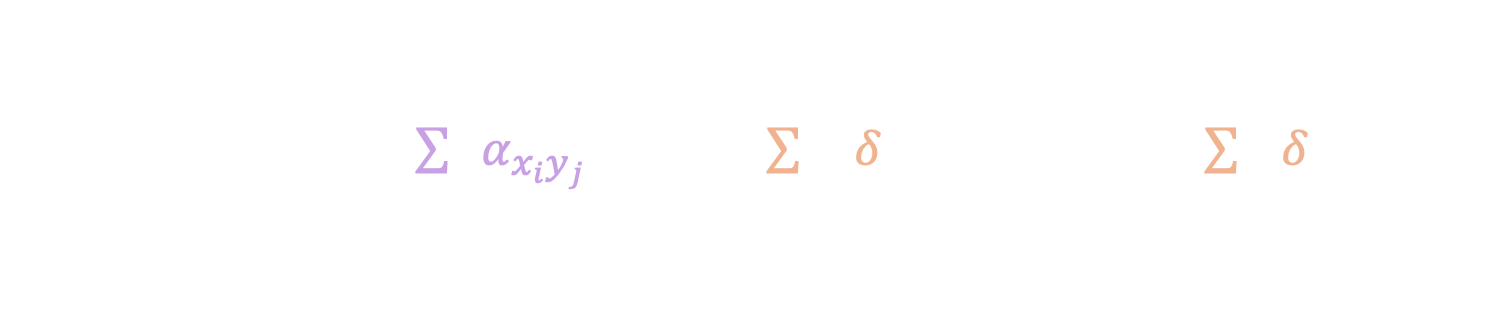 ∑ α_{x_i y_j} ∑ δ ∑ δ